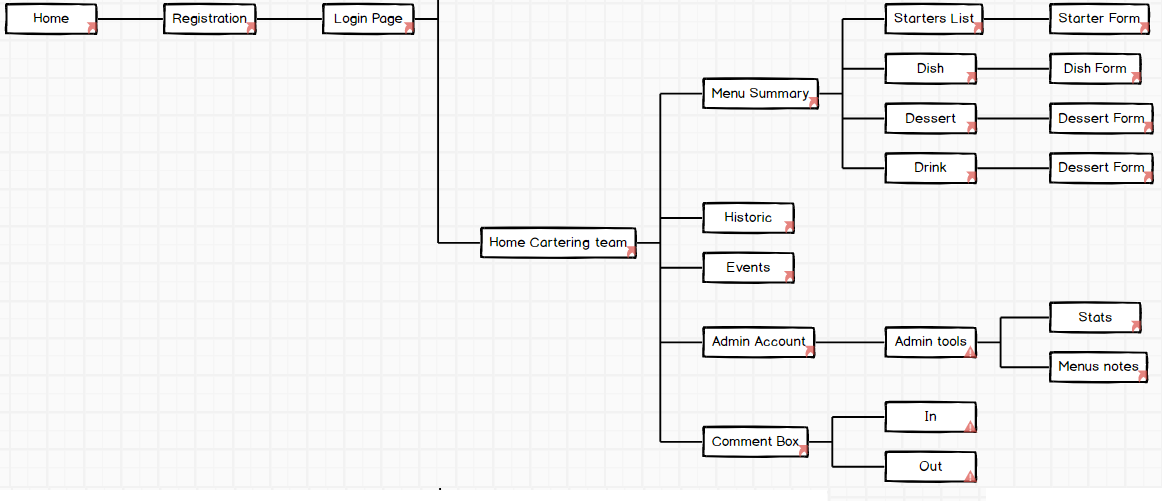 Home
Registration
Login Page
Starters List
Starter Form
Dish
Dish Form
Menu Summary
Dessert
Dessert Form
Drink
Dessert Form
Historic
Home Cartering team
Events
Stats
Admin Account
Admin tools
Menus notes
In
Comment Box
Out